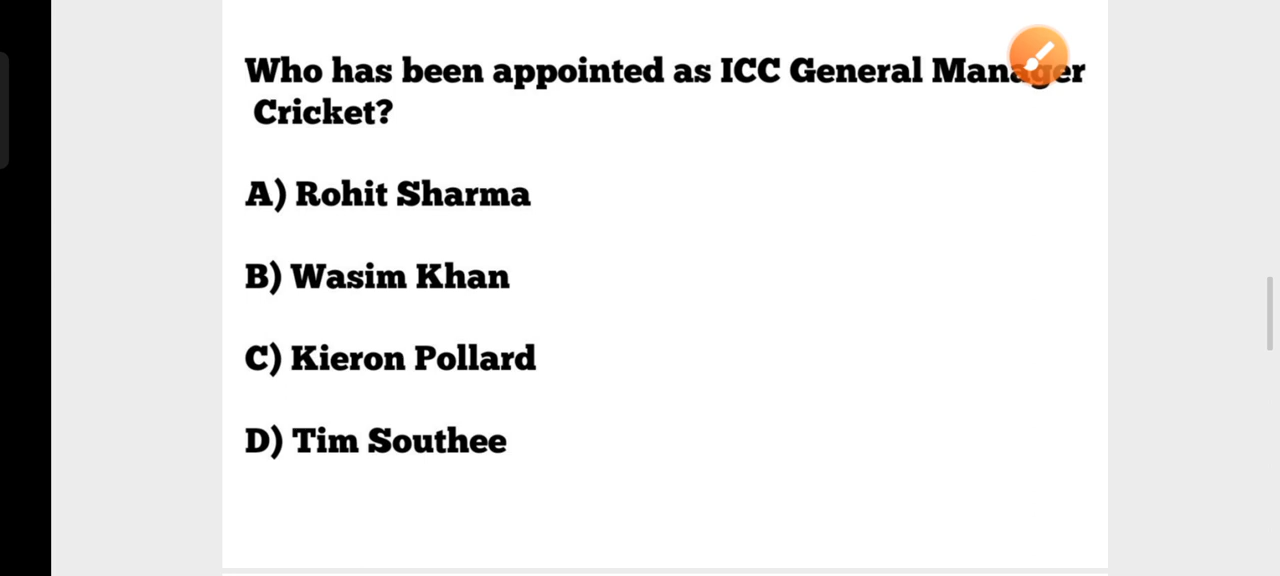 Who has been appointed as ICC General Manager
Cricket?
A) Rohit Sharma
B) Wasim Khan
C) Kieron Pollard
D) Tim Southee